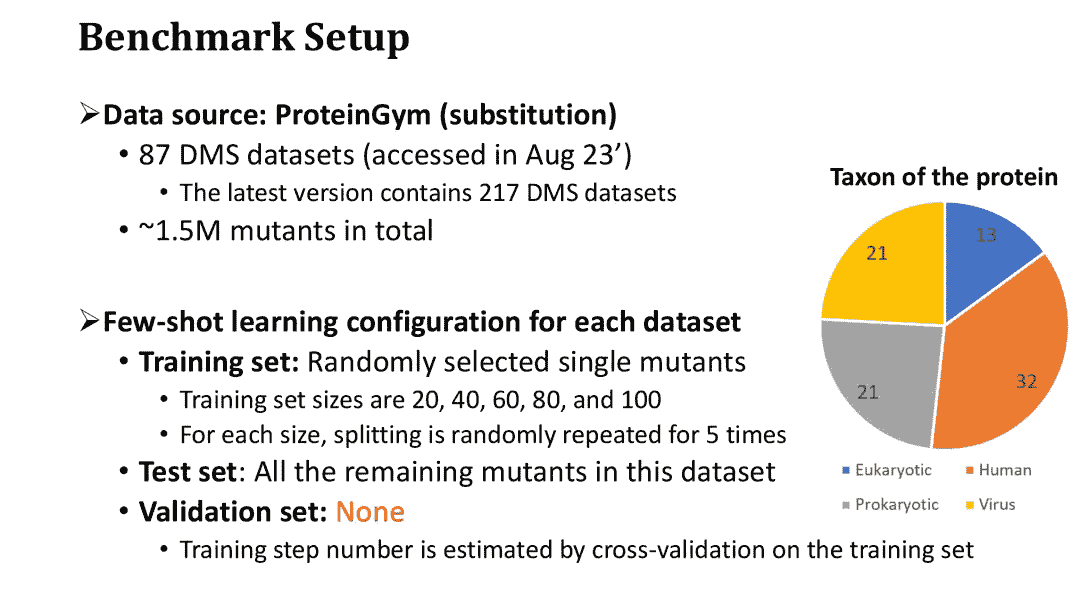 Benchmark Setup
➢Data source: ProteinGym (substitution)
• 87 DMS datasets (accessed in Aug 23’)
• The latest version contains 217 DMS datasets
• ~1.5M mutants in total
➢Few-shot learning configuration for each dataset
• Training set: Randomly selected single mutants
• Training set sizes are 20, 40, 60, 80, and 100
• For each size, splitting is randomly repeated for 5 times
• Test set: All the remaining mutants in this dataset
• Validation set: None
• Training step number is estimated by cross-validation on the training set
Taxon of the protein
13
21
32
21
Eukaryotic
Human
Prokaryotic
Virus